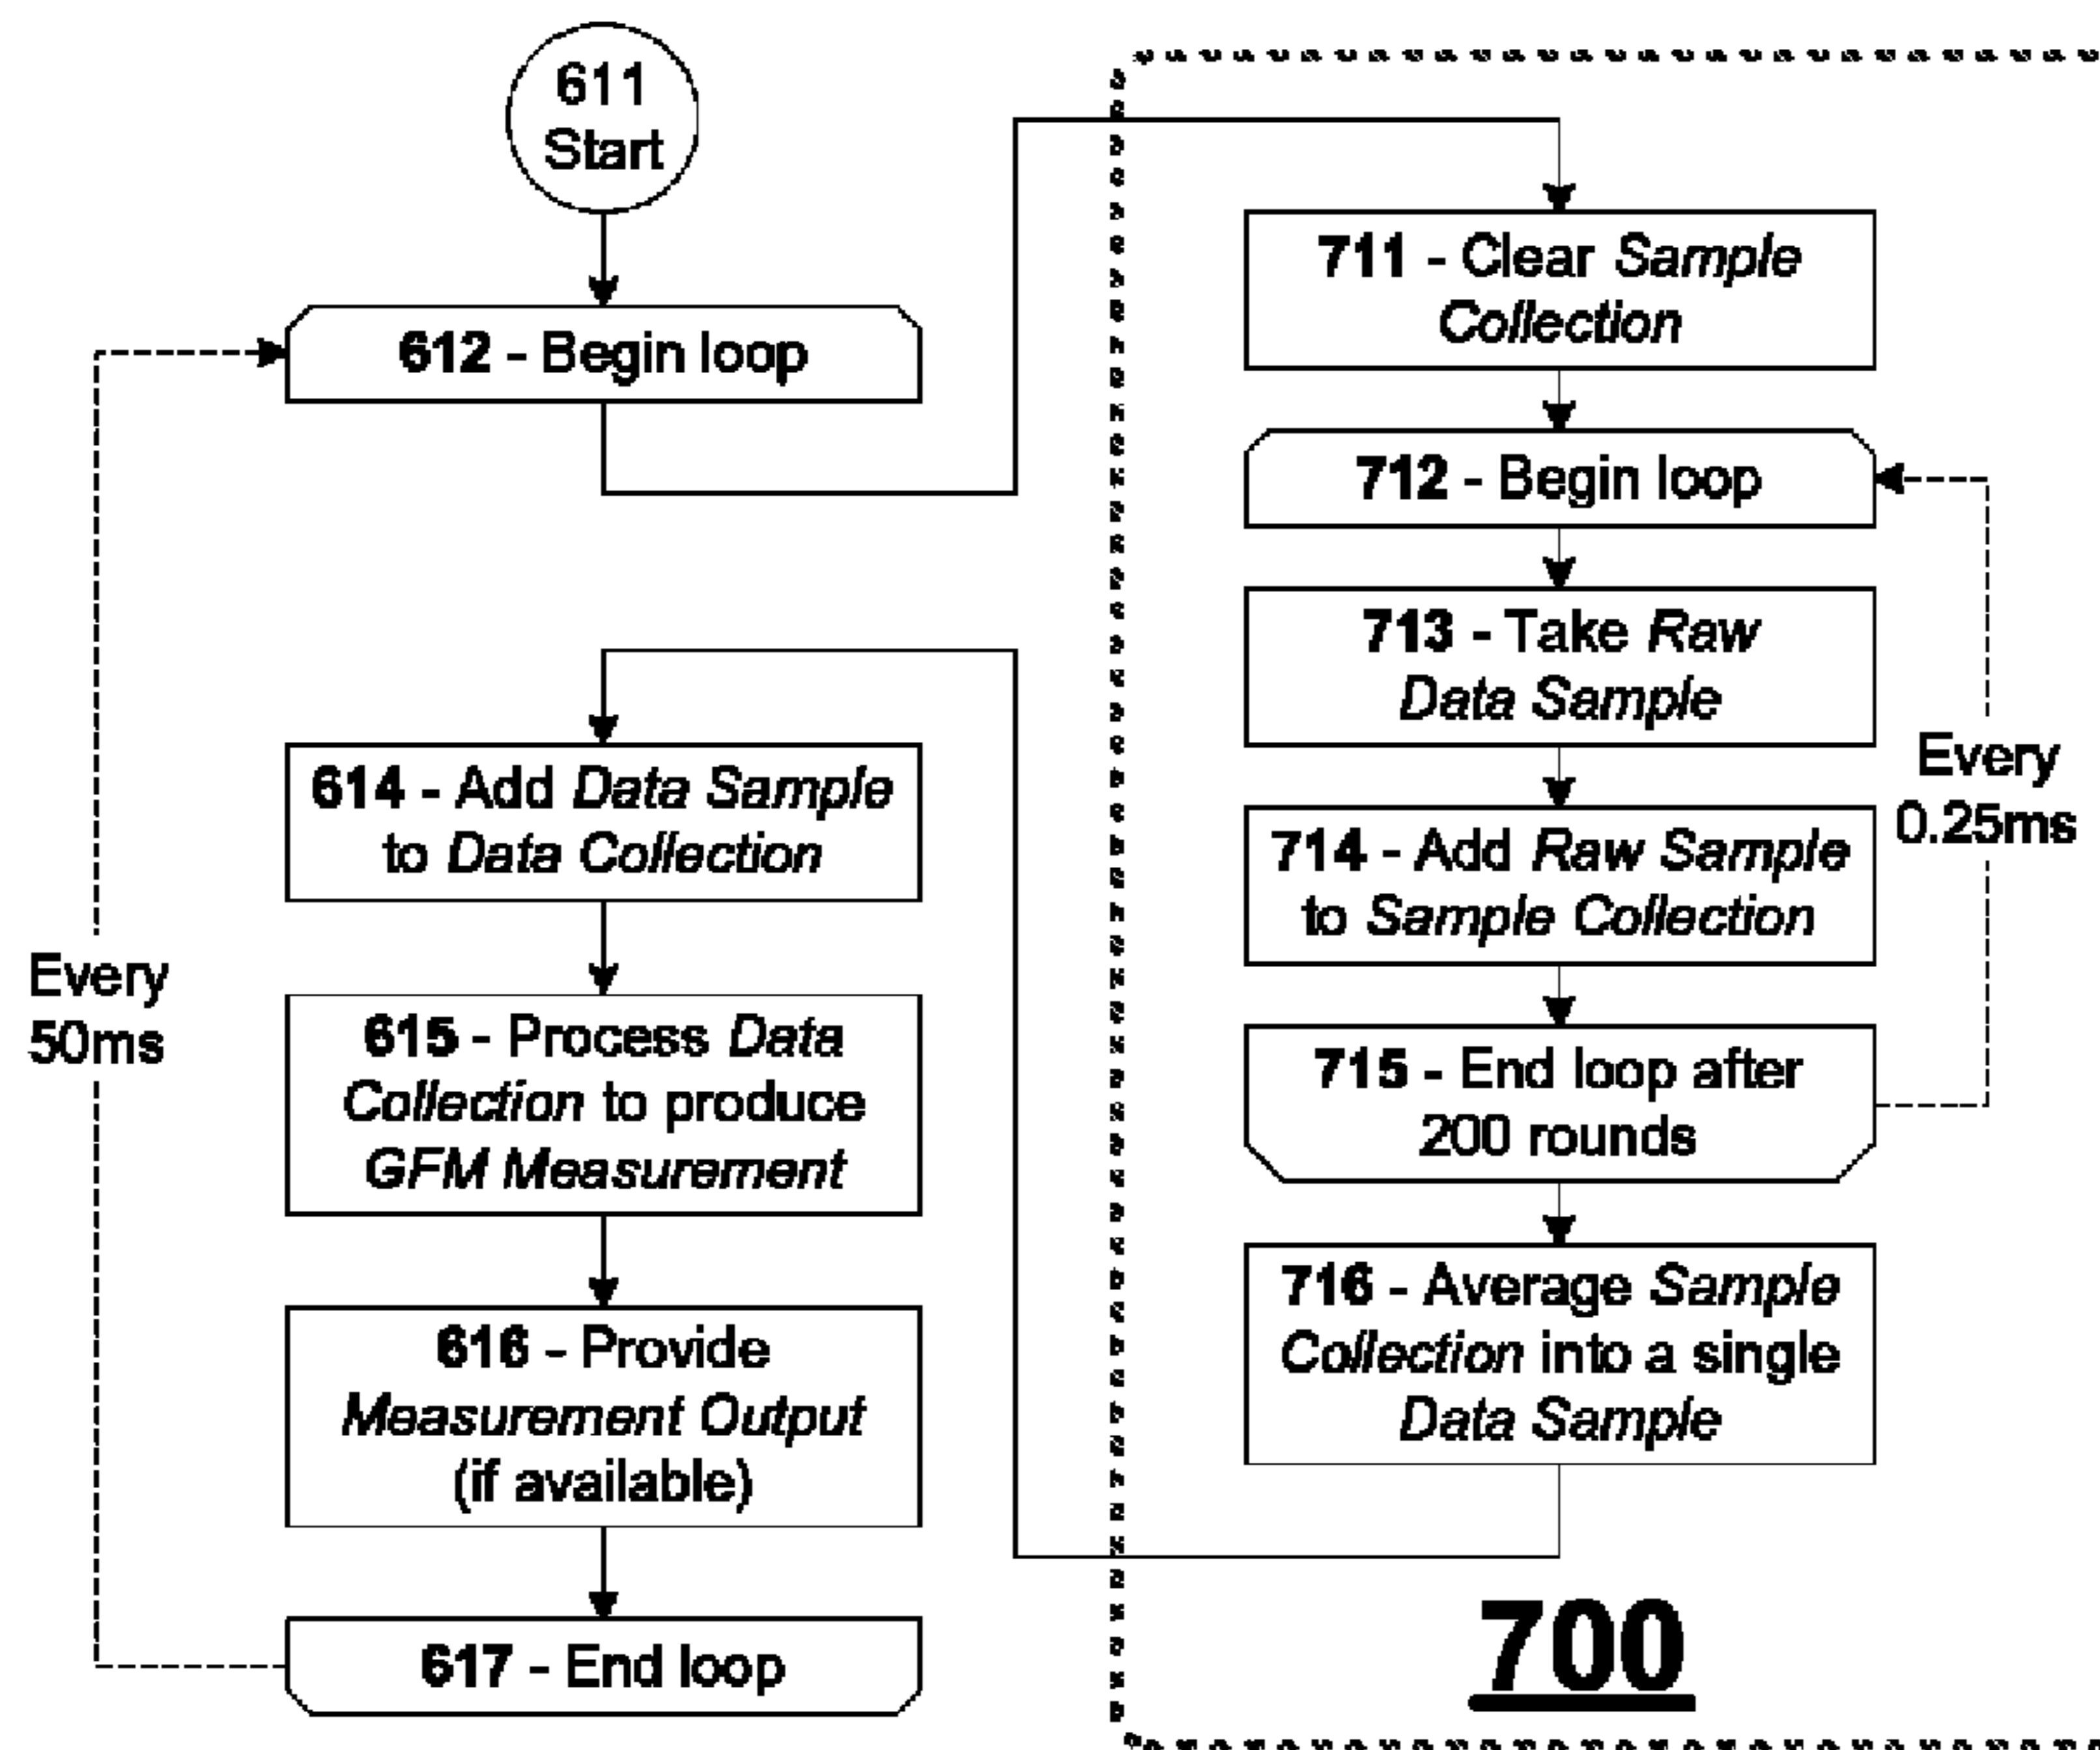 611
Start
612 - Begin loop
614 - Add Data Sample
to Data Collection
615 - Process Data
Collection to produce
GFM Measurement
616 - Provide
Measurement Output
(if available)
617 - End loop
Every
50ms
711 - Clear Sample
Collection
712 - Begin loop
713 - Take Raw
Data Sample
714 - Add Raw Sample
to Sample Collection
715 - End loop after
200 rounds
716 - Average Sample
Collection into a single
Data Sample
Every
0.25ms
700